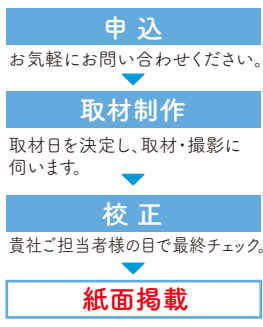 申 込
お気軽にお問い合わせください。
取材制作
取材日を決定し、取材・撮影に
伺います。
校 正
貴社ご担当者様の目で最終チェック。
紙面掲載